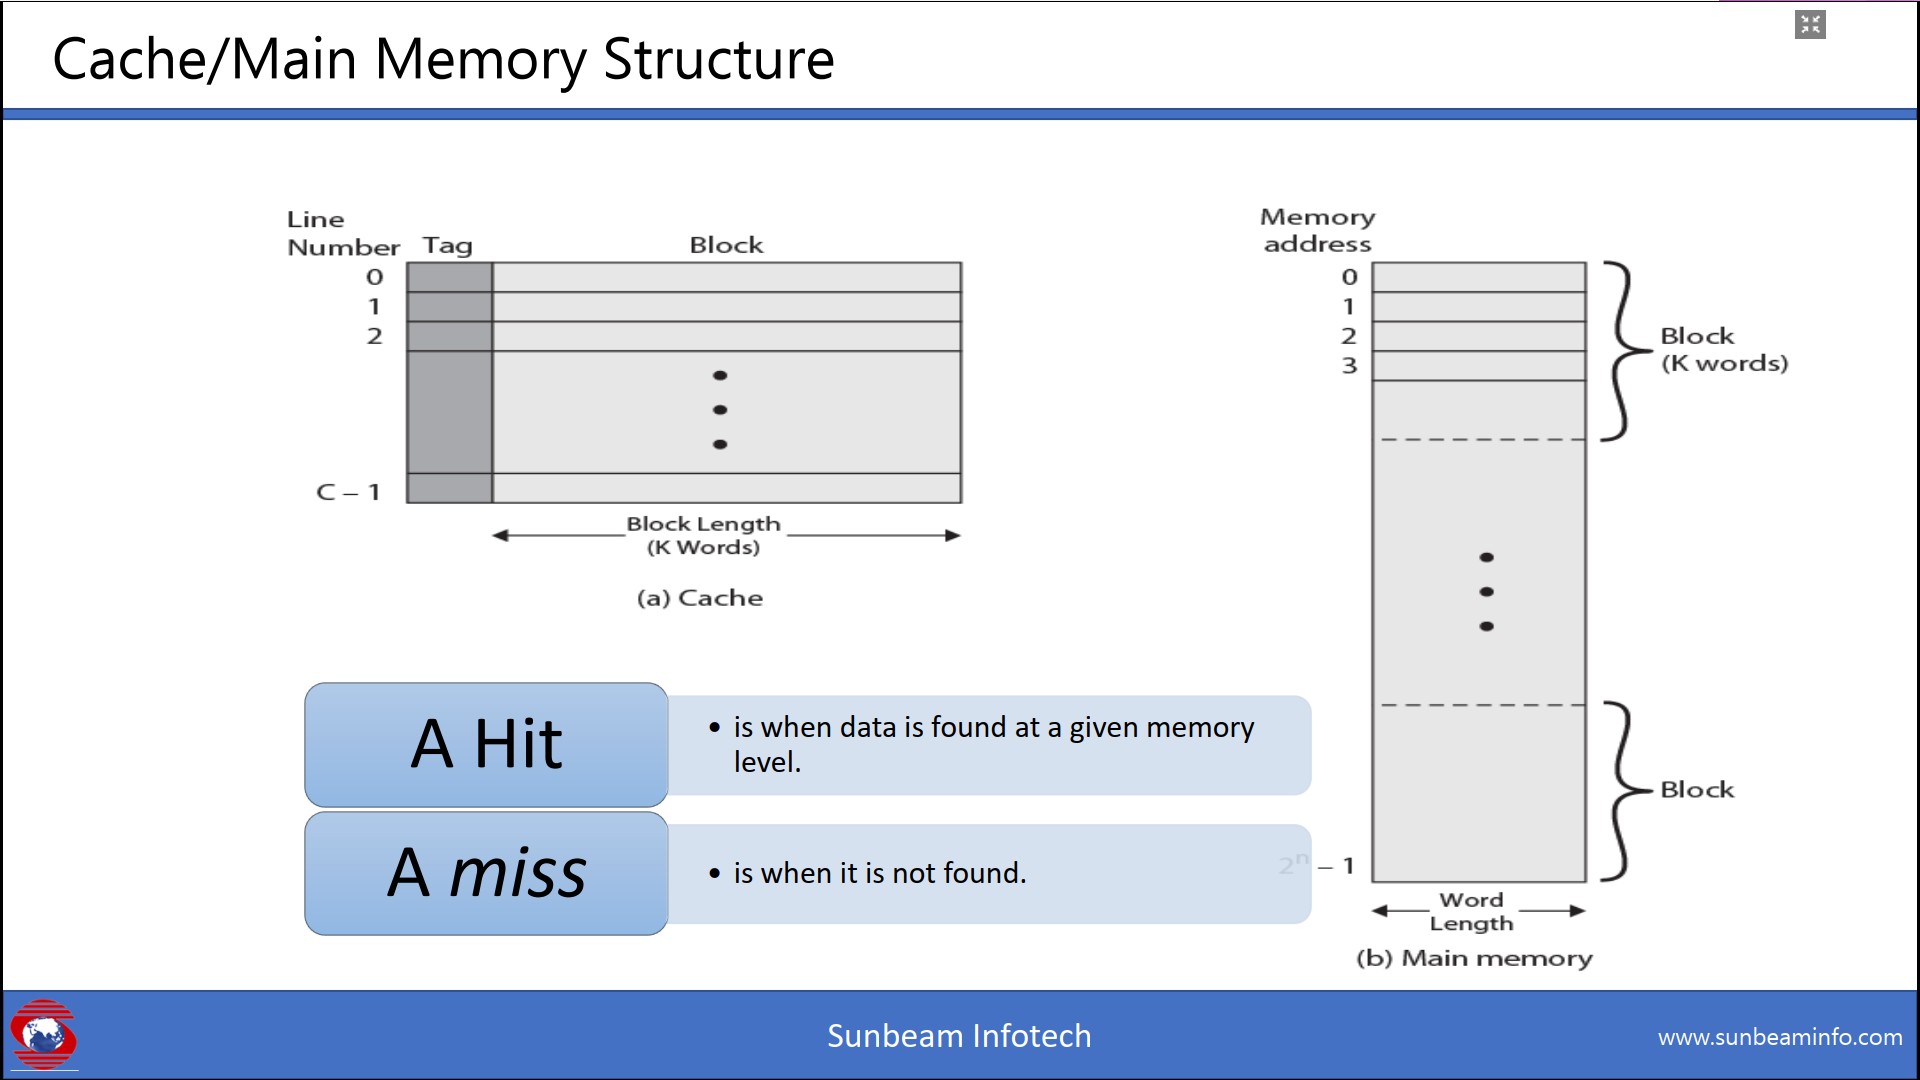 Cache/Main Memory Structure
Line
Number Tag Block
0
1
2
C – 1
Block Length
(K Words)
(a) Cache
Memory
address
0
1
2
3
Block
(K words)
Block
2ⁿ – 1
Word
Length
(b) Main memory
A Hit
• is when data is found at a given memory
level.
A miss
• is when it is not found.
Sunbeam Infotech
www.sunbeaminfo.com